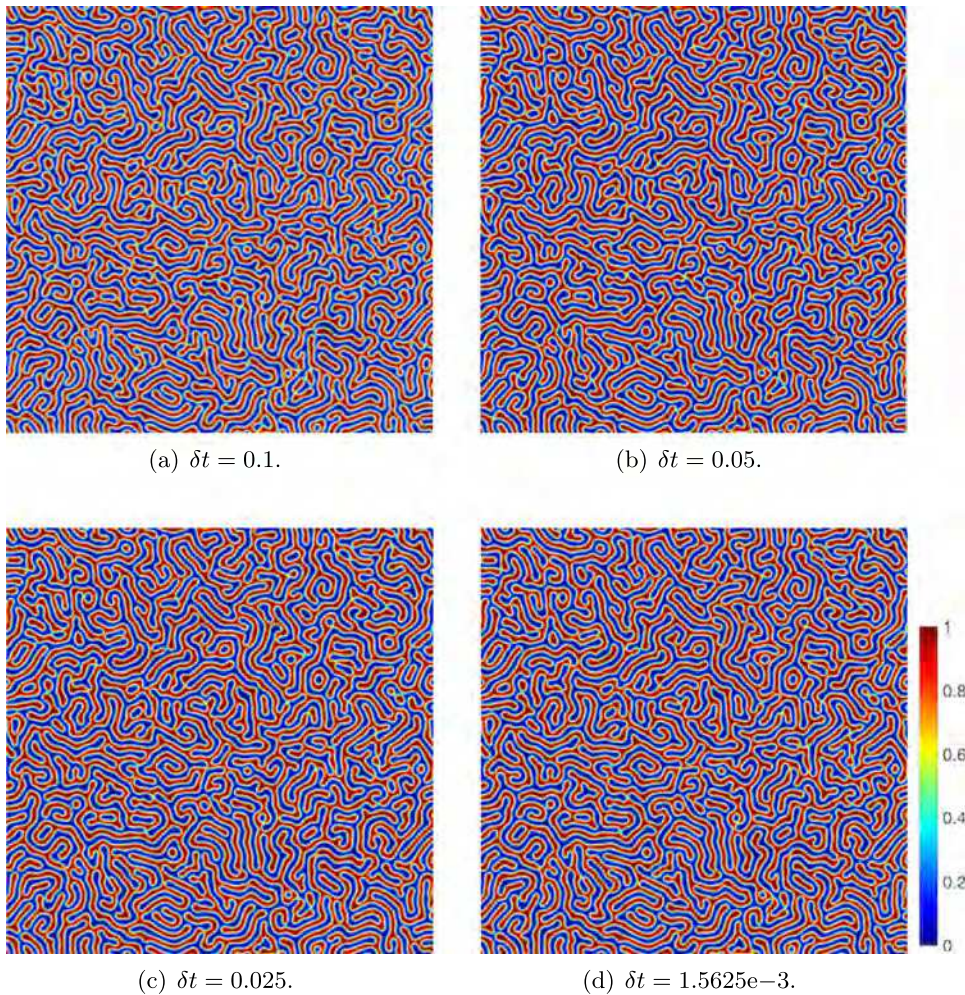 (a) δt = 0.1.
(b) δt = 0.05.
1
0.8
0.6
0.4
0.2
0
(c) δt = 0.025.
(d) δt = 1.5625e−3.